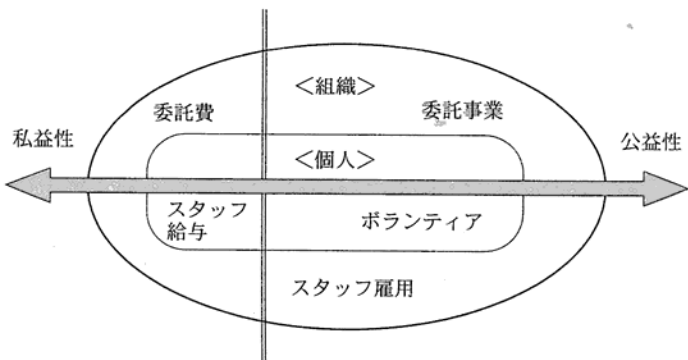 <組織>
委託費
委託事業
私益性
<個人>
公益性
スタッフ
給与
ボランティア
スタッフ雇用